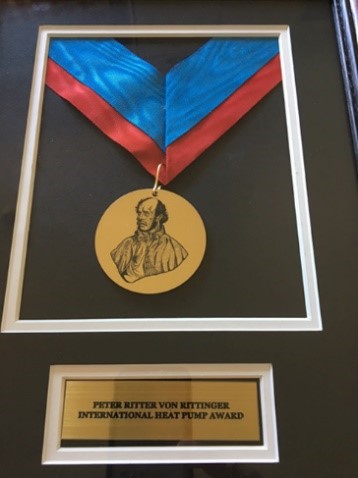 PETER RITTER VON RITTINGER
INTERNATIONAL HEAT PUMP AWARD